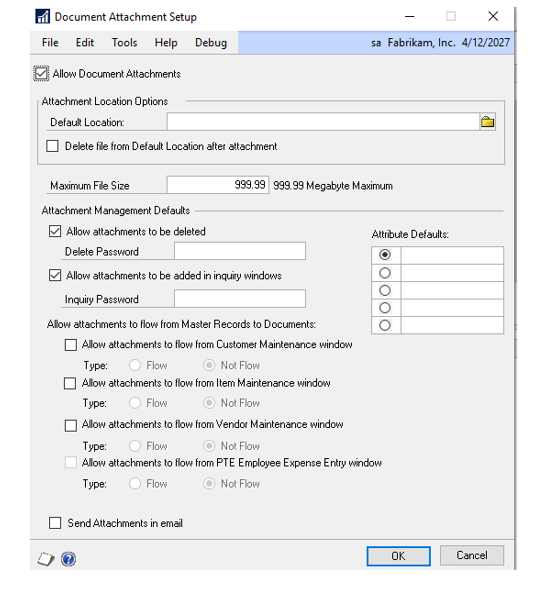 Document Attachment Setup
File Edit Tools Help Debug sa Fabrikam, Inc. 4/12/2027
Allow Document Attachments
Attachment Location Options
Default Location:
Delete file from Default Location after attachment
Maximum File Size 999.99 999.99 Megabyte Maximum
Attachment Management Defaults
Allow attachments to be deleted
Attribute Defaults:
Delete Password
Allow attachments to be added in inquiry windows
Inquiry Password
Allow attachments to flow from Master Records to Documents:
Allow attachments to flow from Customer Maintenance window
Type: Flow Not Flow
Allow attachments to flow from Item Maintenance window
Type: Flow Not Flow
Allow attachments to flow from Vendor Maintenance window
Type: Flow Not Flow
Allow attachments to flow from PTE Employee Expense Entry window
Type: Flow Not Flow
Send Attachments in email
OK Cancel